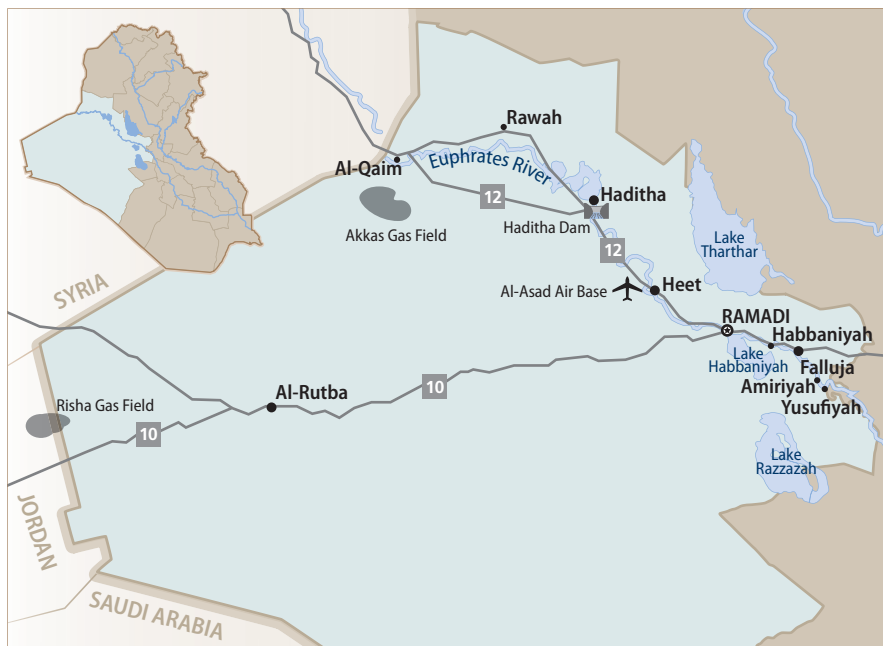 Rawah
Al-Qaim
Euphrates River
12
Haditha
Akkas Gas Field
Haditha Dam
12
Lake
Tharthar
SYRIA
Al-Asad Air Base
Heet
RAMADI
Habbaniyah
Lake
Habbaniyah
Falluja
Amiriyah
Yusufiyah
Al-Rutba
10
Risha Gas Field
10
Lake
Razzazah
JORDAN
SAUDI ARABIA